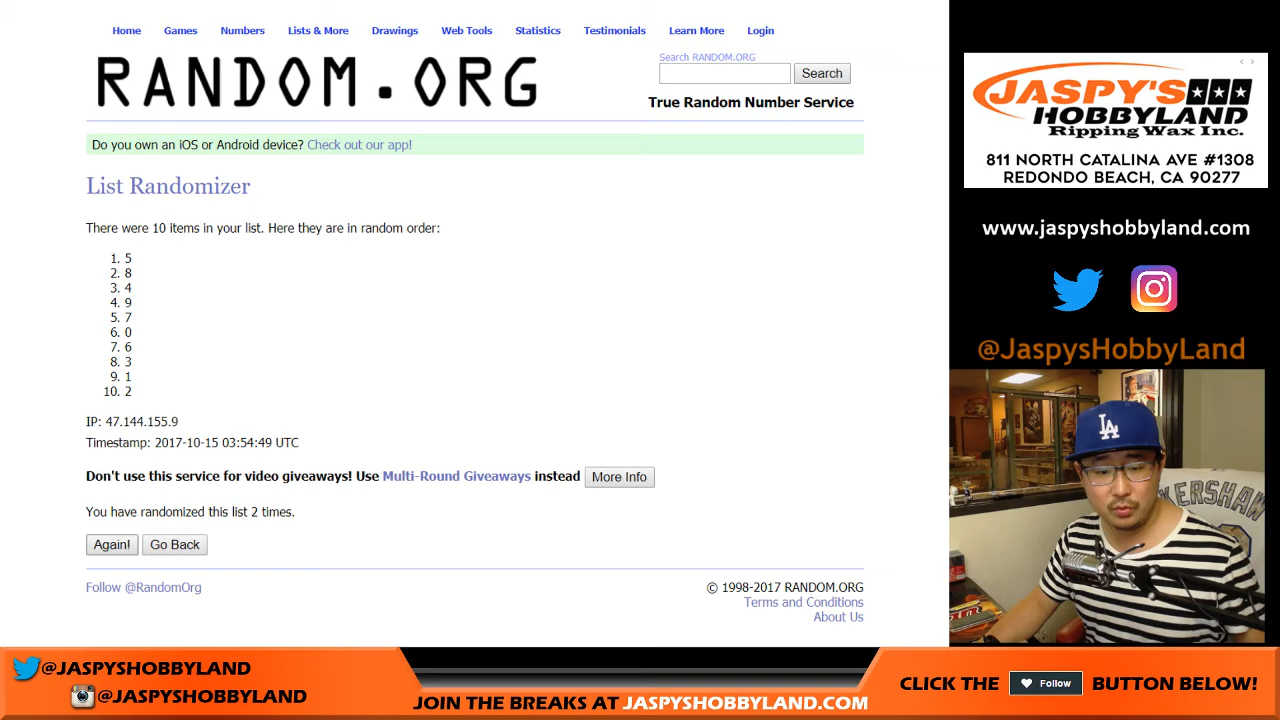 Home Games Numbers Lists & More Drawings Web Tools Statistics Testimonials Learn More Login
RANDOM.ORG
Search RANDOM.ORG
Search
True Random Number Service
Do you own an iOS or Android device? Check out our app!
List Randomizer
There were 10 items in your list. Here they are in random order:
1. 5
2. 8
3. 4
4. 9
5. 7
6. 0
7. 6
8. 3
9. 1
10. 2
IP: 47.144.155.9
Timestamp: 2017-10-15 03:54:49 UTC
Don't use this service for video giveaways! Use Multi-Round Giveaways instead More Info
You have randomized this list 2 times.
Again! Go Back
Follow @RandomOrg
© 1998-2017 RANDOM.ORG
Terms and Conditions
About Us
JASPY'S
HOBBYLAND
Ripping Wax Inc.
811 NORTH CATALINA AVE #1308
REDONDO BEACH, CA 90277
www.jaspyshobbyland.com
@JaspysHobbyLand
LA
KERSHAW
@JASPYSHOBBYLAND
@JASPYSHOBBYLAND
JOIN THE BREAKS AT JASPYSHOBBYLAND.COM
CLICK THE Follow BUTTON BELOW!